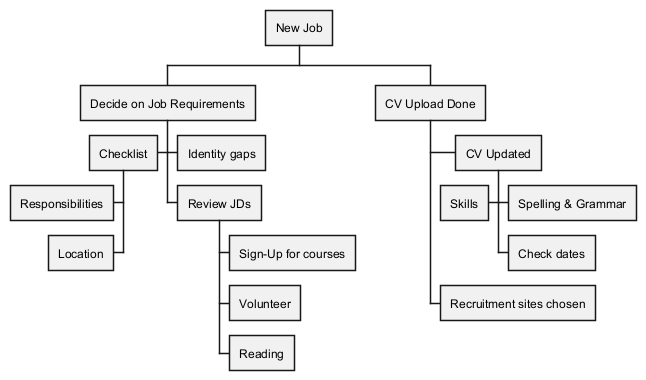 New Job
Decide on Job Requirements
CV Upload Done
Checklist
Identity gaps
CV Updated
Responsibilities
Review JDs
Skills
Spelling & Grammar
Location
Sign-Up for courses
Check dates
Volunteer
Recruitment sites chosen
Reading